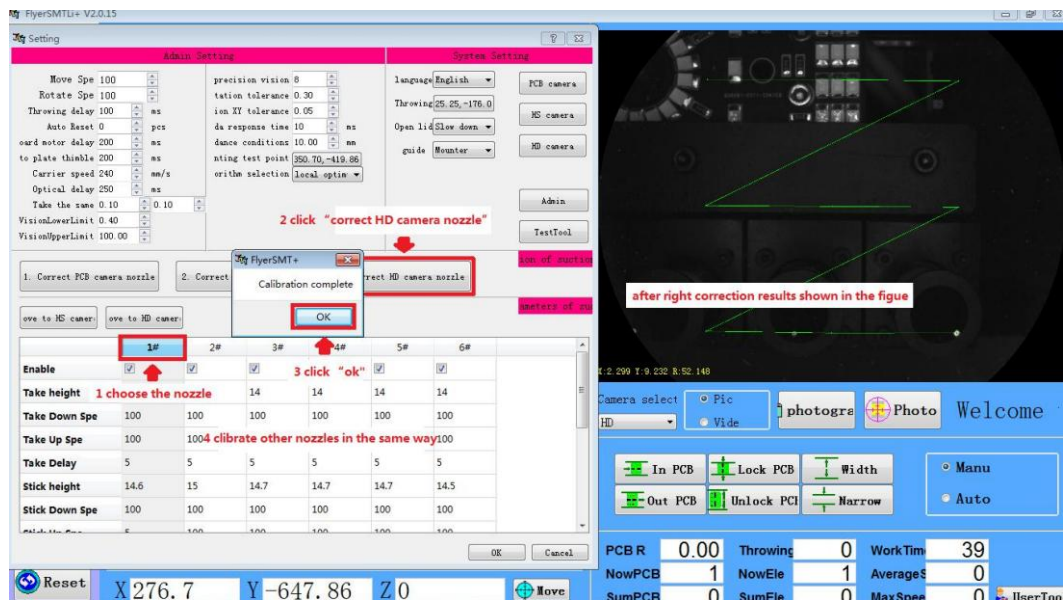 FlyerSMTLi+ V2.0.15
Setting
Admin Setting
System Setting
Move Spe 100
precision vision 8
language English
PCB camera
Rotate Spe 100
tation tolerance 0.30
Throwing delay 100 ms
ion XY tolerance 0.05
Throwing 25.25, -176.0
HS camera
Auto Reset 0 pcs
da response time 10 ms
Open lid Slow down
oard motor delay 200 ms
dance conditions 10.00 mm
to plate thimble 200 ms
nting test point 350.70, -419.86
guide Mounter
HD camera
Carrier speed 240 mm/s
orithm selection local optim
Optical delay 250 ms
Take the same 0.10 0.10
Admin
VisionLowerLimit 0.40
2 click “correct HD camera nozzle”
VisionUpperLimit 100.00
TestTool
ion of suction
1. Correct PCB camera nozzle
2. Correct
rrect HD camera nozzle
FlyerSMT+
Calibration complete
OK
ove to HS camer
ove to HD camer
ameters of su
1# 2# 3# 4# 5# 6#
Enable
3 click “ok”
Take height 14 14 14 14
1 choose the nozzle
Take Down Spe 100 100 100 100 100 100
Take Up Spe 100 100 100
4 clibrate other nozzles in the same way
Take Delay 5 5 5 5 5 5
Stick height 14.6 15 14.7 14.7 14.7 14.5
Stick Down Spe 100 100 100 100 100 100
Stick Up Spe 5 100 100 100 100 100
OK Cancel
after right correction results shown in the figue
X:2.299 Y:9.232 R:52.148
Camera select
HD
Pic
Vide
photogra
Photo
Welcome
In PCB
Lock PCB
Width
Manu
Out PCB
Unlock PCI
Narrow
Auto
PCB R 0.00 Throwing 0 WorkTim 39
NowPCB 1 NowEle 1 AverageS 0
SumPCB 0 SumEle 0 MaxSpee 0
UserToo
Reset
X 276.7 Y -647.86 Z 0
Move